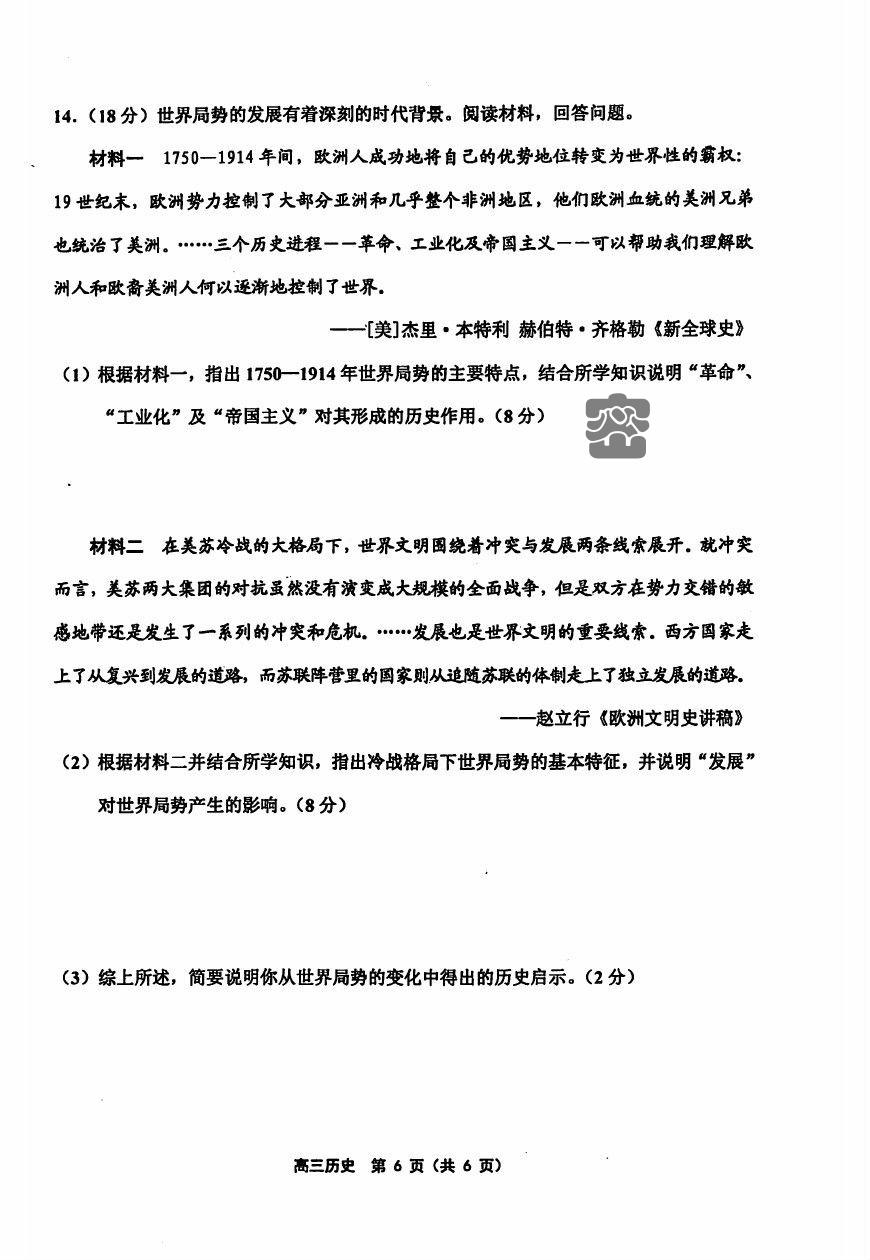 14.（18分）世界局势的发展有着深刻的时代背景。阅读材料，回答问题。
材料一 1750—1914年间，欧洲人成功地将自己的优势地位转变为世界性的霸权：
19世纪末，欧洲势力控制了大部分亚洲和几乎整个非洲地区，他们欧洲血统的美洲兄弟
也统治了美洲。……三个历史进程——革命、工业化及帝国主义——可以帮助我们理解欧
洲人和欧裔美洲人何以逐渐地控制了世界。
——[美]杰里·本特利 赫伯特·齐格勒《新全球史》
（1）根据材料一，指出1750—1914年世界局势的主要特点，结合所学知识说明“革命”、
“工业化”及“帝国主义”对其形成的历史作用。（8分）
材料二 在美苏冷战的大格局下，世界文明围绕着冲突与发展两条线索展开。就冲突
而言，美苏两大集团的对抗虽然没有演变成大规模的全面战争，但是双方在势力交错的敏
感地带还是发生了一系列的冲突和危机。……发展也是世界文明的重要线索。西方国家走
上了从复兴到发展的道路，而苏联阵营里的国家则从追随苏联的体制走上了独立发展的道路。
——赵立行《欧洲文明史讲稿》
（2）根据材料二并结合所学知识，指出冷战格局下世界局势的基本特征，并说明“发展”
对世界局势产生的影响。（8分）
（3）综上所述，简要说明你从世界局势的变化中得出的历史启示。（2分）
高三历史 第 6 页（共 6 页）